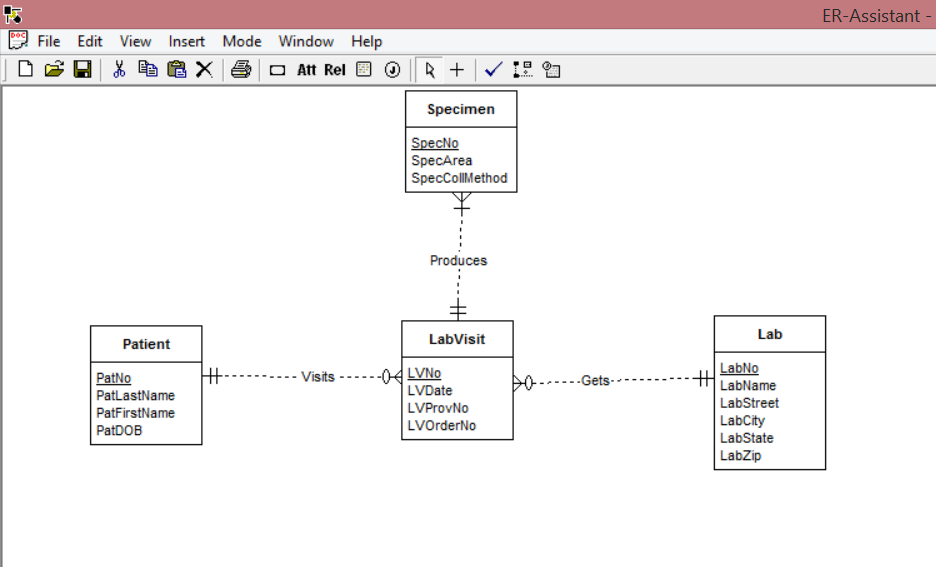 ER-Assistant -
DOC
File Edit View Insert Mode Window Help
Att Rel J
Specimen
SpecNo
SpecArea
SpecCollMethod
Produces
Patient
PatNo
PatLastName
PatFirstName
PatDOB
Visits
LabVisit
LVNo
LVDate
LVProvNo
LVOrderNo
Gets
Lab
LabNo
LabName
LabStreet
LabCity
LabState
LabZip